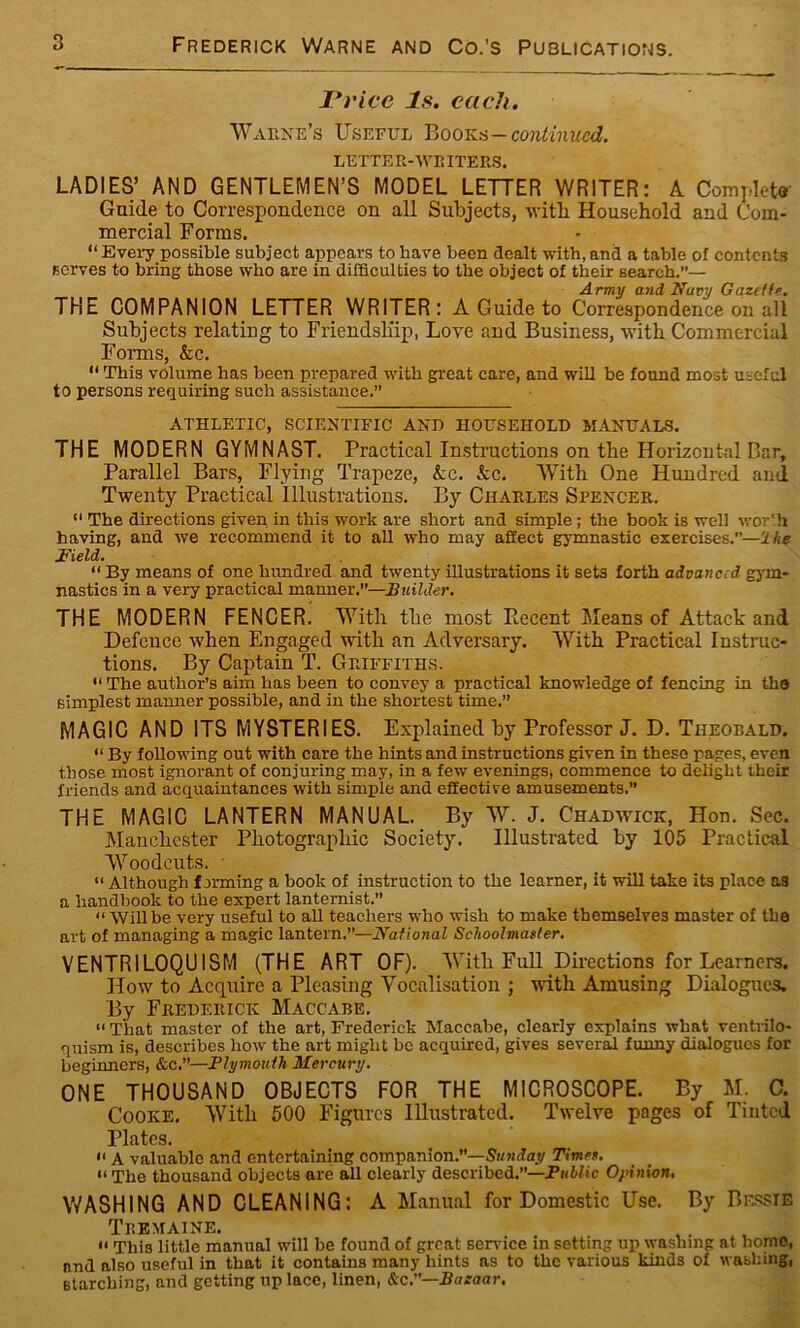 3 FREDERICK WARNE AND CO.'S PUBLICATIONS.
Price 1s. each.
WARNE'S USEFUL BOOKS—continued.
LETTER-WRITERS.
LADIES' AND GENTLEMEN'S MODEL LETTER WRITER: A Complete
Guide to Correspondence on all Subjects, with Household and Com-
mercial Forms.
"Every possible subject appears to have been dealt with, and a table of contents
serves to bring those who are in difficulties to the object of their search."—
Army and Navy Gazette.
THE COMPANION LETTER WRITER: A Guide to Correspondence on all
Subjects relating to Friendship, Love and Business, with Commercial
Forms, &c.
"This volume has been prepared with great care, and will be found most useful
to persons requiring such assistance."
ATHLETIC, SCIENTIFIC AND HOUSEHOLD MANUALS.
THE MODERN GYMNAST. Practical Instructions on the Horizontal Bar,
Parallel Bars, Flying Trapeze, &c. &c. With One Hundred and
Twenty Practical Illustrations. By CHARLES SPENCER.
"The directions given in this work are short and simple; the book is well wor'h
having, and we recommend it to all who may affect gymnastic exercises."—The
Field.
"By means of one hundred and twenty illustrations it sets forth advanced gym-
nastics in a very practical manner."—Builder.
THE MODERN FENCER. With the most Recent Means of Attack and
Defence when Engaged with an Adversary. With Practical Instruc-
tions. By Captain T. GRIFFITHS.
"The author's aim has been to convey a practical knowledge of fencing in the
simplest manner possible, and in the shortest time."
MAGIC AND ITS MYSTERIES. Explained by Professor J. D. THEOBALD.
"By following out with care the hints and instructions given in these pages, even
those most ignorant of conjuring may, in a few evenings, commence to delight their
friends and acquaintances with simple and effective amusements."
THE MAGIC LANTERN MANUAL. By W. J. CHADWICK, Hon. Sec.
Manchester Photographic Society. Illustrated by 105 Practical
Woodcuts.
"Although forming a book of instruction to the learner, it will take its place as
a handbook to the expert lanternist."
"Will be very useful to all teachers who wish to make themselves master of the
art of managing a magic lantern."—National Schoolmaster.
VENTRILOQUISM (THE ART OF). With Full Directions for Learners.
How to Acquire a Pleasing Vocalisation ; with Amusing Dialogues.
By FREDERICK MACCABE.
"That master of the art, Frederick Maccabe, clearly explains what ventrilo-
quism is, describes how the art might be acquired, gives several funny dialogues for
beginners, &c."—Plymouth Mercury.
ONE THOUSAND OBJECTS FOR THE MICROSCOPE. By M. C.
COOKE. With 500 Figures Illustrated. Twelve pages of Tinted
Plates.
"A valuable and entertaining companion."—Sunday Times.
"The thousand objects are all clearly described."—Public Opinion.
WASHING AND CLEANING: A Manual for Domestic Use. By BESSIE
TREMAINE.
"This little manual will be found of great service in setting up washing at home,
and also useful in that it contains many hints as to the various kinds of washing,
starching, and getting up lace, linen, &c."—Bazaar.